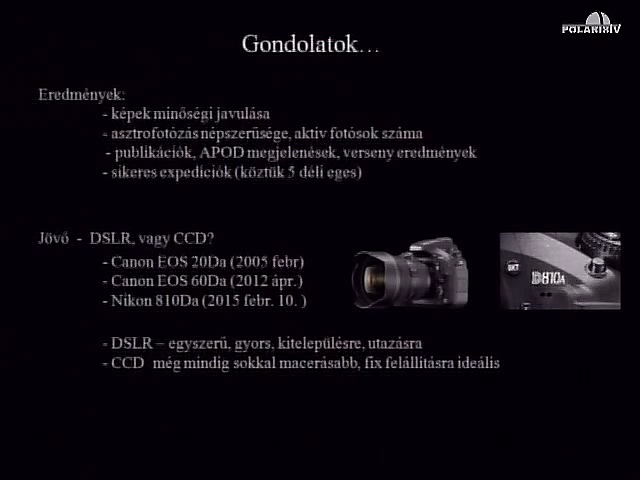 POLARIS TV
Gondolatok…
Eredmények:
- képek minőségi javulása
- asztrofotózás népszerűsége, aktív fotósok száma
- publikációk, APOD megjelenések, verseny eredmények
- sikeres expedíciók (köztük 5 déli eges)
Jövő - DSLR, vagy CCD?
- Canon EOS 20Da (2005 febr)
- Canon EOS 60Da (2012 ápr.)
- Nikon 810Da (2015 febr. 10. )
D810A
- DSLR – egyszerű, gyors, kitelepülésre, utazásra
- CCD még mindig sokkal macerásabb, fix felállításra ideális